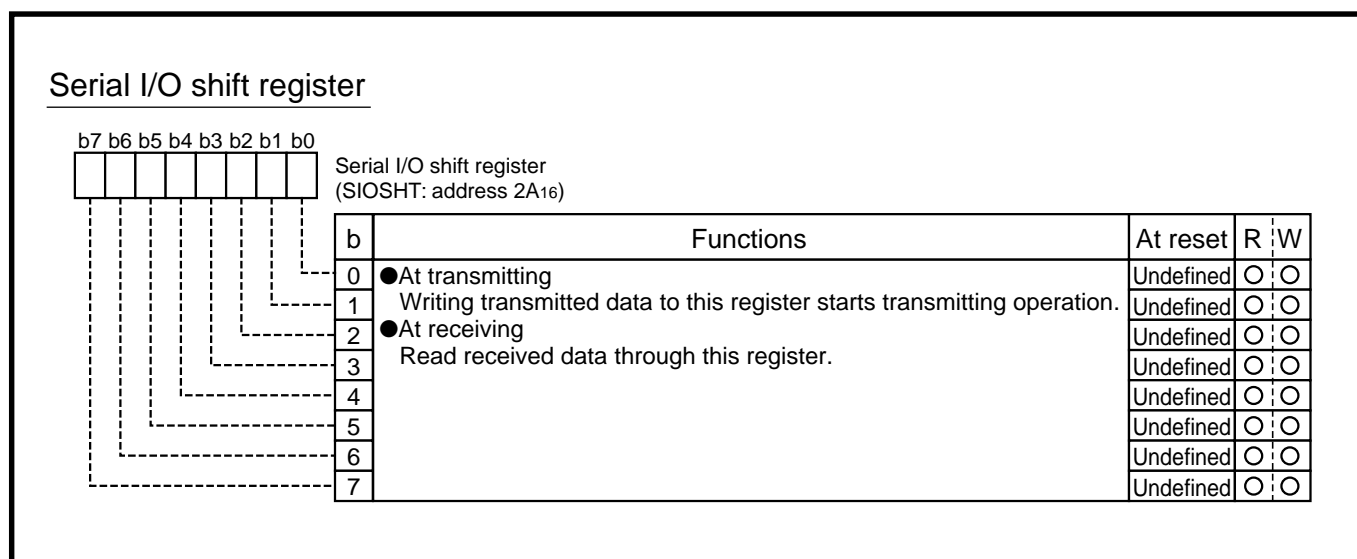 Serial I/O shift register
b7 b6 b5 b4 b3 b2 b1 b0
Serial I/O shift register
(SIOSHT: address 2A16)
b Functions At reset R W
0 ●At transmitting Undefined ○ ○
1 Writing transmitted data to this register starts transmitting operation. Undefined ○ ○
2 ●At receiving Undefined ○ ○
3 Read received data through this register. Undefined ○ ○
4 Undefined ○ ○
5 Undefined ○ ○
6 Undefined ○ ○
7 Undefined ○ ○